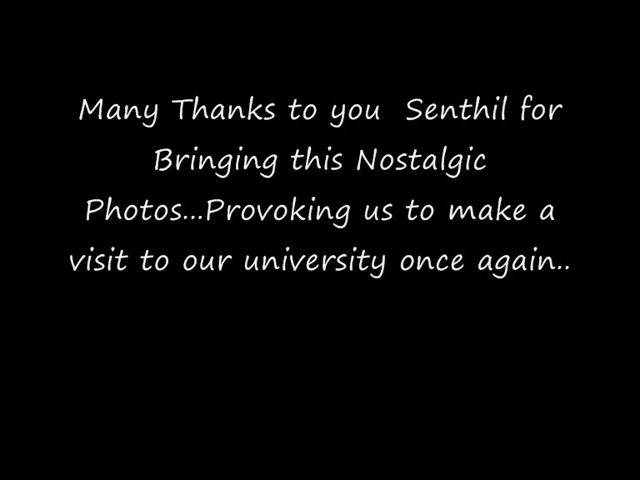 Many Thanks to you  Senthil for
Bringing this Nostalgic
Photos...Provoking us to make a
visit to our university once again..